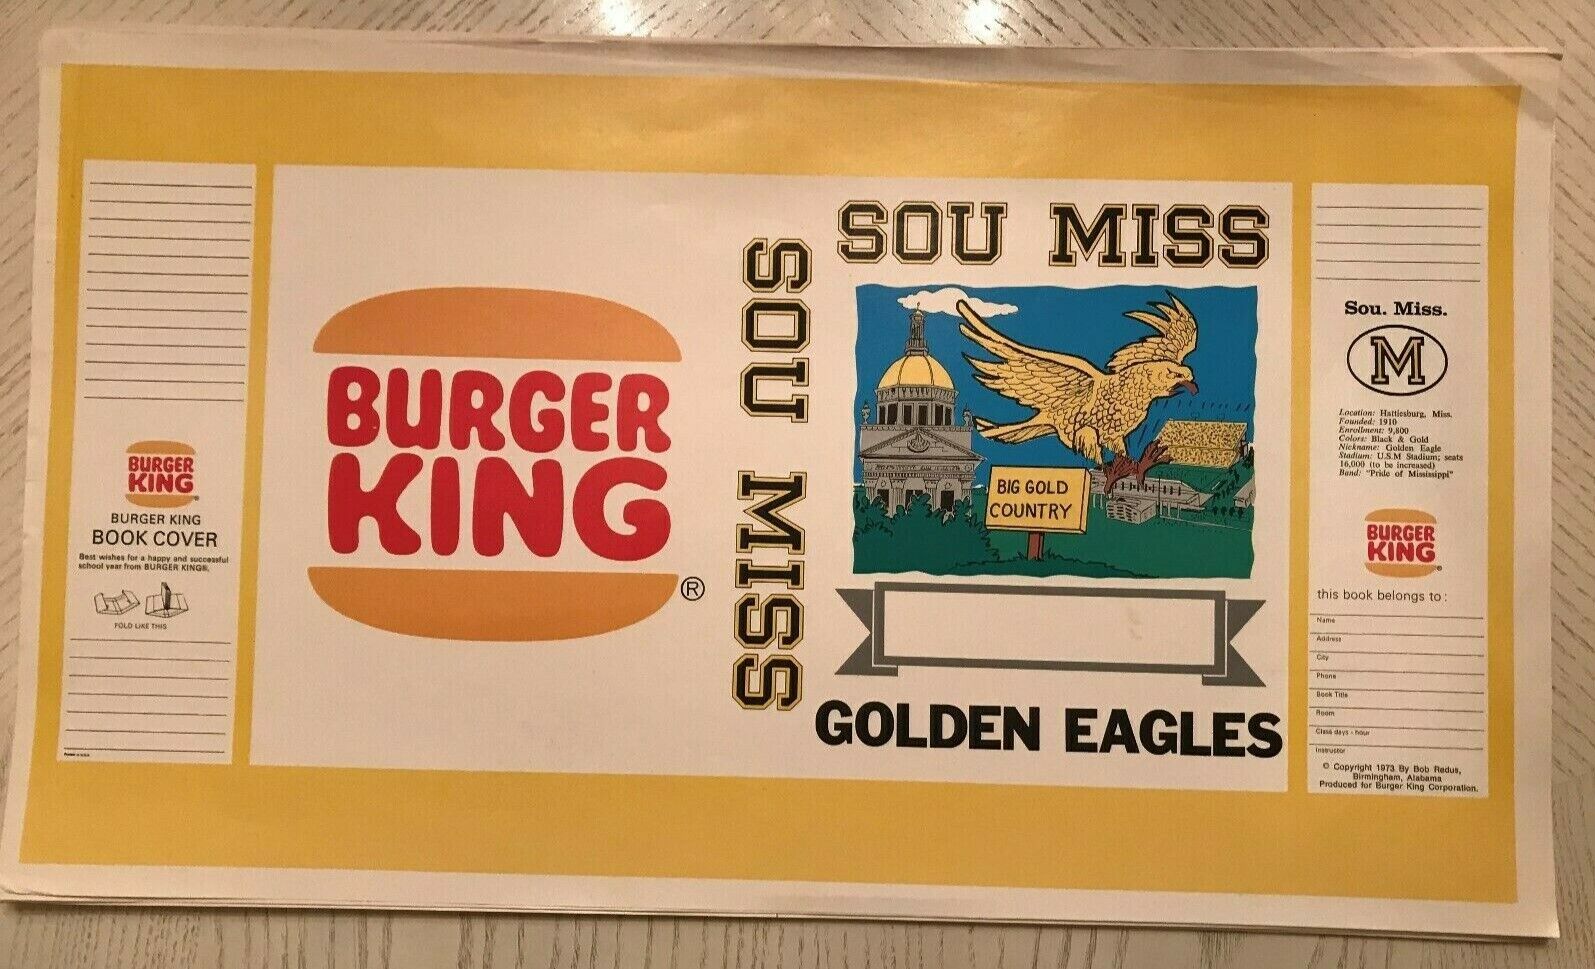 BURGER
KING
®
BURGER KING
BOOK COVER
Best wishes for a happy and successful
school year from BURGER KING®.
FOLD LIKE THIS
BURGER
KING
®
SOU MISS
SOU MISS
BIG GOLD
COUNTRY
GOLDEN EAGLES
Sou. Miss.
M
Location: Hattiesburg, Miss.
Founded: 1910
Enrollment: 9,800
Colors: Black & Gold
Nickname: Golden Eagle
Stadium: U.S.M Stadium; seats
16,000 (to be increased)
Band: "Pride of Mississippi"
BURGER
KING
®
this book belongs to :
Name
Address
City
Phone
Book Title
Room
Class days - hour
Instructor
© Copyright 1973 By Bob Redus,
Birmingham, Alabama
Produced for Burger King Corporation.